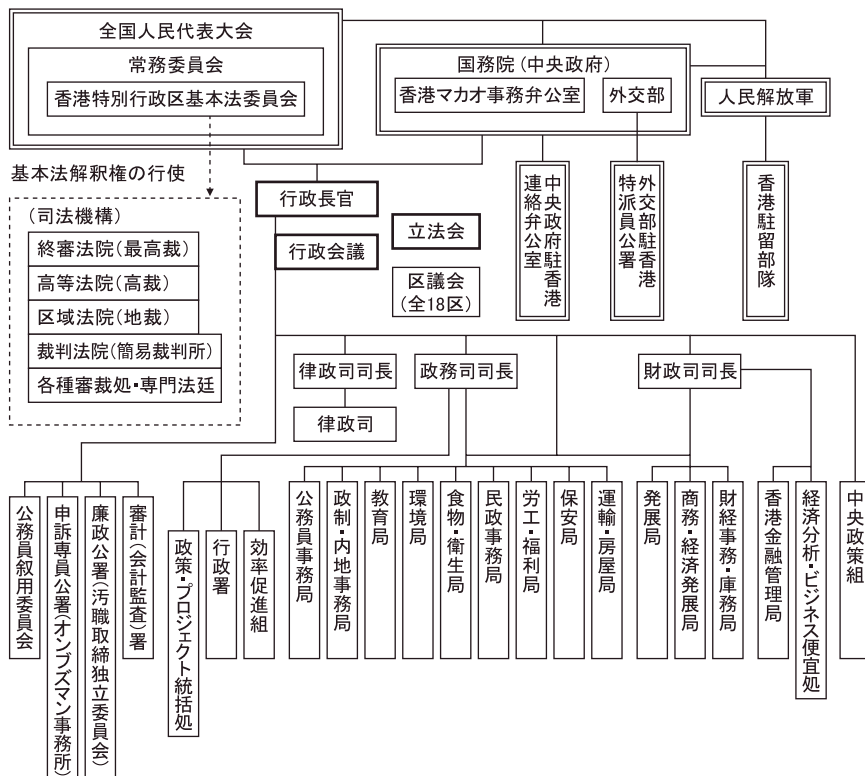 全国人民代表大会
常務委員会
香港特別行政区基本法委員会
国務院（中央政府）
香港マカオ事務弁公室
外交部
人民解放軍
基本法解釈権の行使
行政長官
行政会議
立法会
区議会
（全18区）
中央政府駐香港
連絡弁公室
外交部駐香港
特派員公署
香港駐留部隊
（司法機構）
終審法院（最高裁）
高等法院（高裁）
区域法院（地裁）
裁判法院（簡易裁判所）
各種審裁処・専門法廷
律政司司長
政務司司長
財政司司長
律政司
公務員叙用委員会
申訴専員公署（オンブズマン事務所）
廉政公署（汚職取締独立委員会）
審計（会計監査）署
政策・プロジェクト統括処
行政署
効率促進組
公務員事務局
政制・内地事務局
教育局
環境局
食物・衛生局
民政事務局
労工・福利局
保安局
運輸・房屋局
発展局
商務・経済発展局
財経事務・庫務局
香港金融管理局
経済分析・ビジネス便宜処
中央政策組